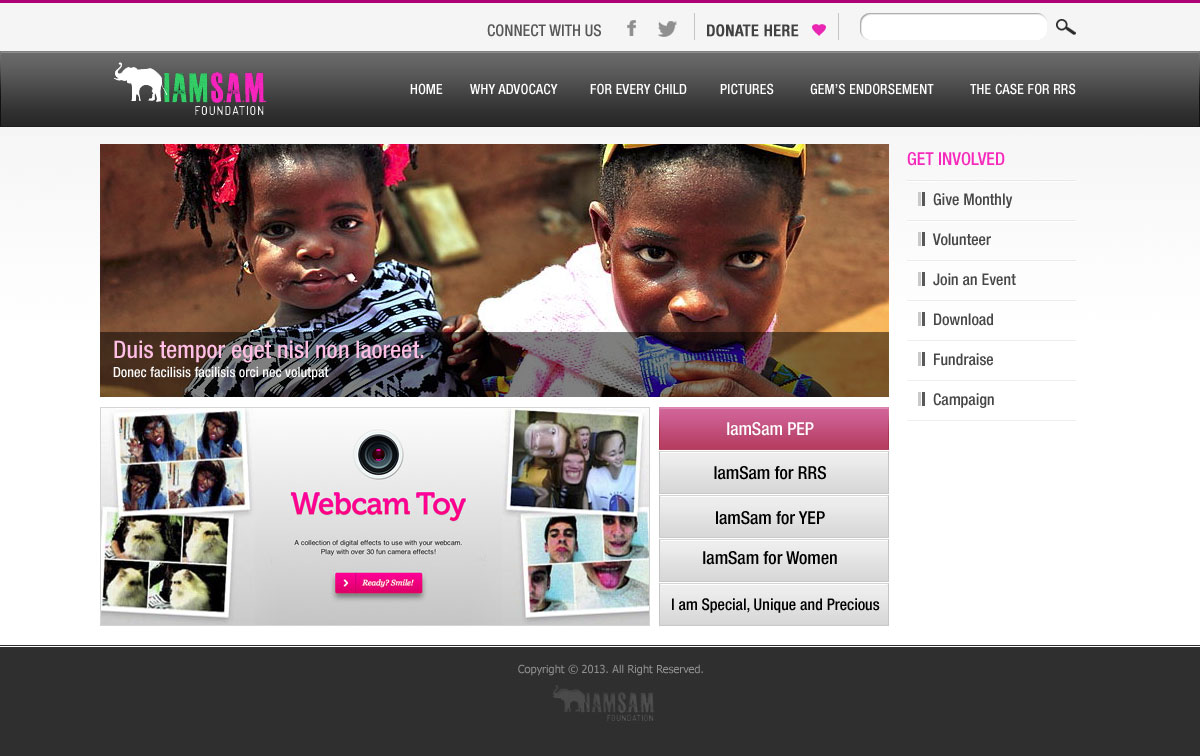 CONNECT WITH US
DONATE HERE
IAMSAM
FOUNDATION
HOME
WHY ADVOCACY
FOR EVERY CHILD
PICTURES
GEM'S ENDORSEMENT
THE CASE FOR RRS
Duis tempor eget nisl non laoreet.
Donec facilisis facilisis orci nec volutpat
GET INVOLVED
Give Monthly
Volunteer
Join an Event
Download
Fundraise
Campaign
Webcam Toy
A collection of digital effects to use with your webcam.
Play with over 30 fun camera effects!
Ready? Smile!
IamSam PEP
IamSam for RRS
IamSam for YEP
IamSam for Women
I am Special, Unique and Precious
Copyright © 2013. All Right Reserved.
IAMSAM
FOUNDATION